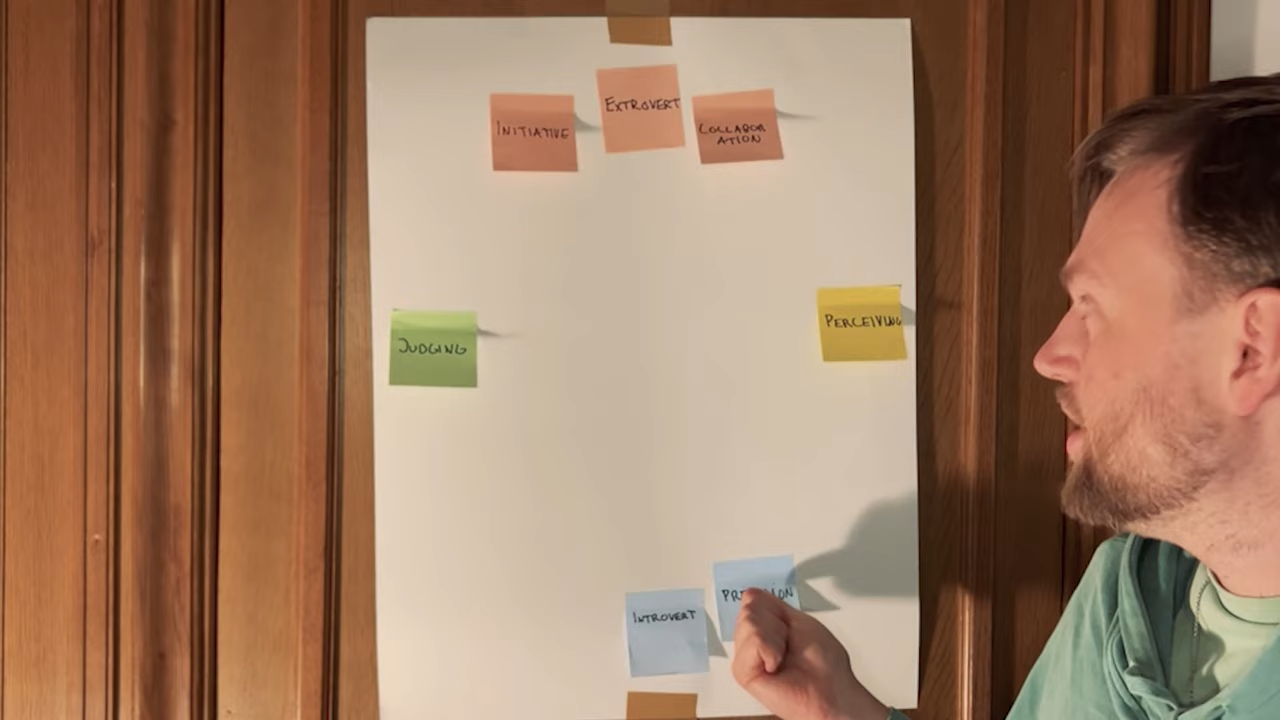 EXTROVERT
INITIATIVE
COLLABOR
ATION
JUDGING
PERCEIVING
INTROVERT